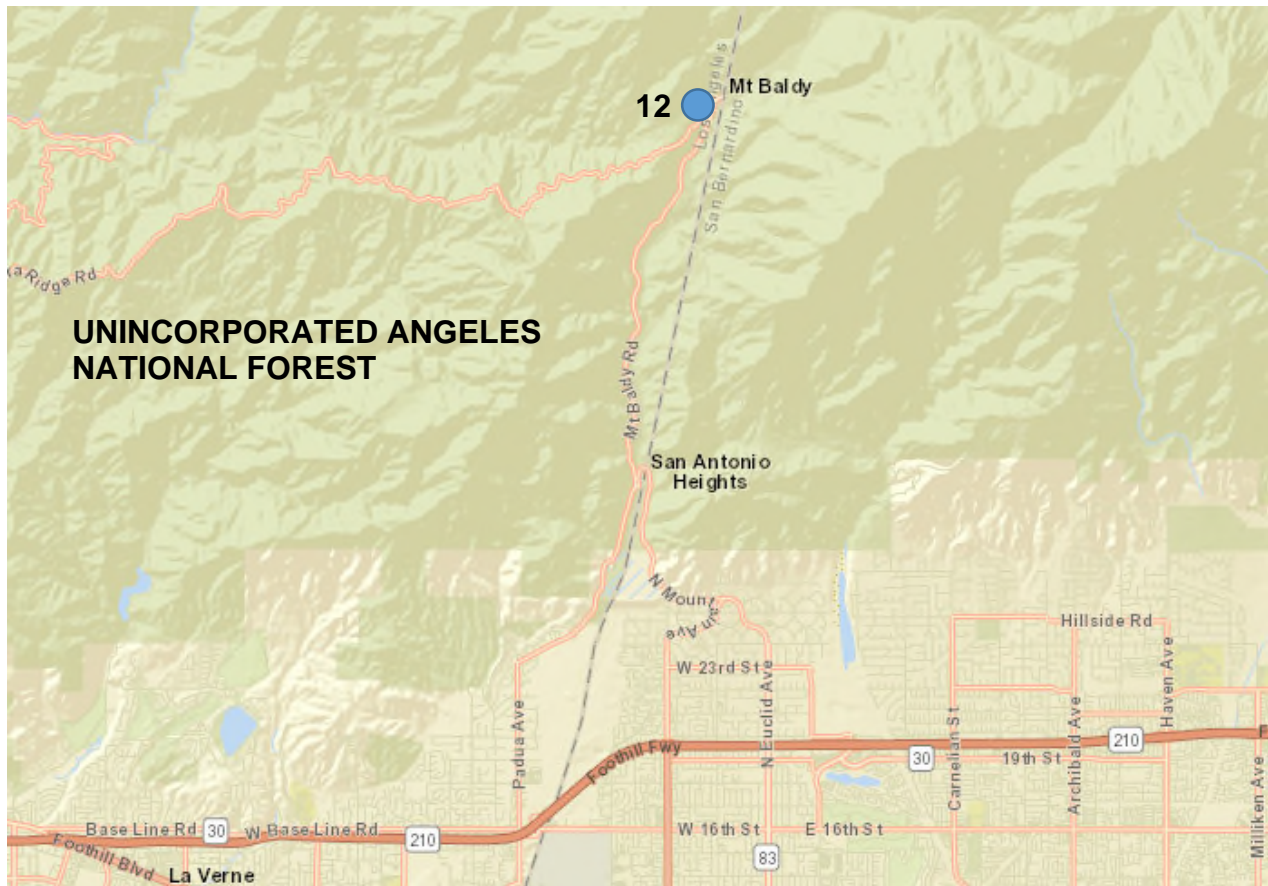 Mt Baldy
12
Los Angeles
San Bernardino
a Ridge Rd
UNINCORPORATED ANGELES
NATIONAL FOREST
Mt Baldy Rd
San Antonio
Heights
N Mountain Ave
Hillside Rd
W 23rd St
Haven Ave
Padua Ave
N Euclid Ave
Foothill Fwy
210
F
30
19th St
Carnelian St
Archibald Ave
Milliken Ave
Base Line Rd
30
W Base Line Rd
210
W 16th St
E 16th St
83
Foothill Blvd
La Verne